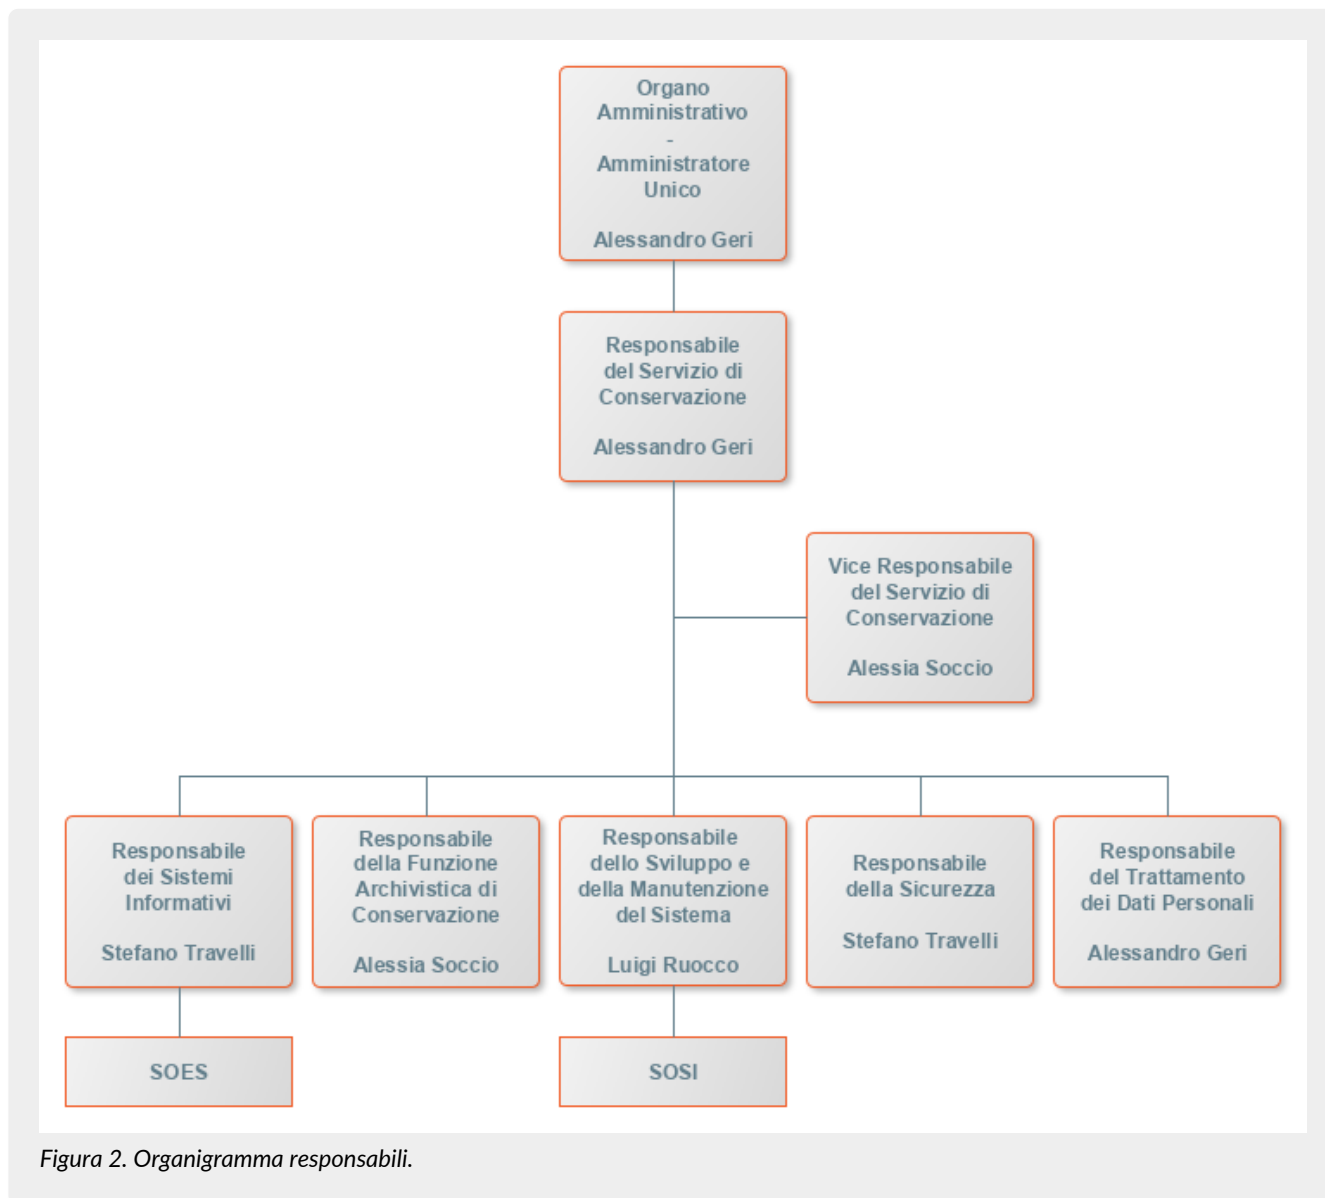 Organo
Amministrativo
-
Amministratore
Unico
Alessandro Geri
Responsabile
del Servizio di
Conservazione
Alessandro Geri
Vice Responsabile
del Servizio di
Conservazione
Alessia Soccio
Responsabile
dei Sistemi
Informativi
Stefano Travelli
Responsabile
della Funzione
Archivistica di
Conservazione
Alessia Soccio
Responsabile
dello Sviluppo e
della Manutenzione
del Sistema
Luigi Ruocco
Responsabile
della Sicurezza
Stefano Travelli
Responsabile
del Trattamento
dei Dati Personali
Alessandro Geri
SOES
SOSI
Figura 2. Organigramma responsabili.